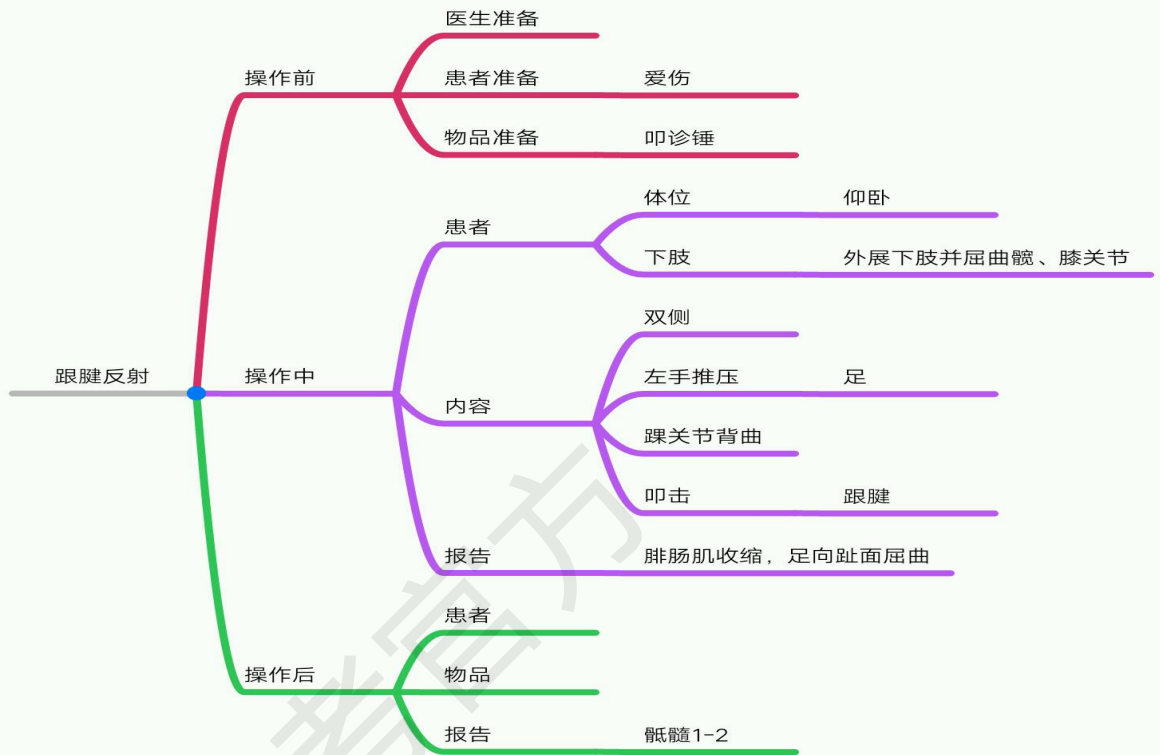 跟腱反射
操作前
医生准备
患者准备 爱伤
物品准备 叩诊锤
操作中
患者
体位 仰卧
下肢 外展下肢并屈曲髋、膝关节
内容
双侧
左手推压 足
踝关节背曲
叩击 跟腱
报告 腓肠肌收缩，足向趾面屈曲
操作后
患者
物品
报告 骶髓1-2
考官方